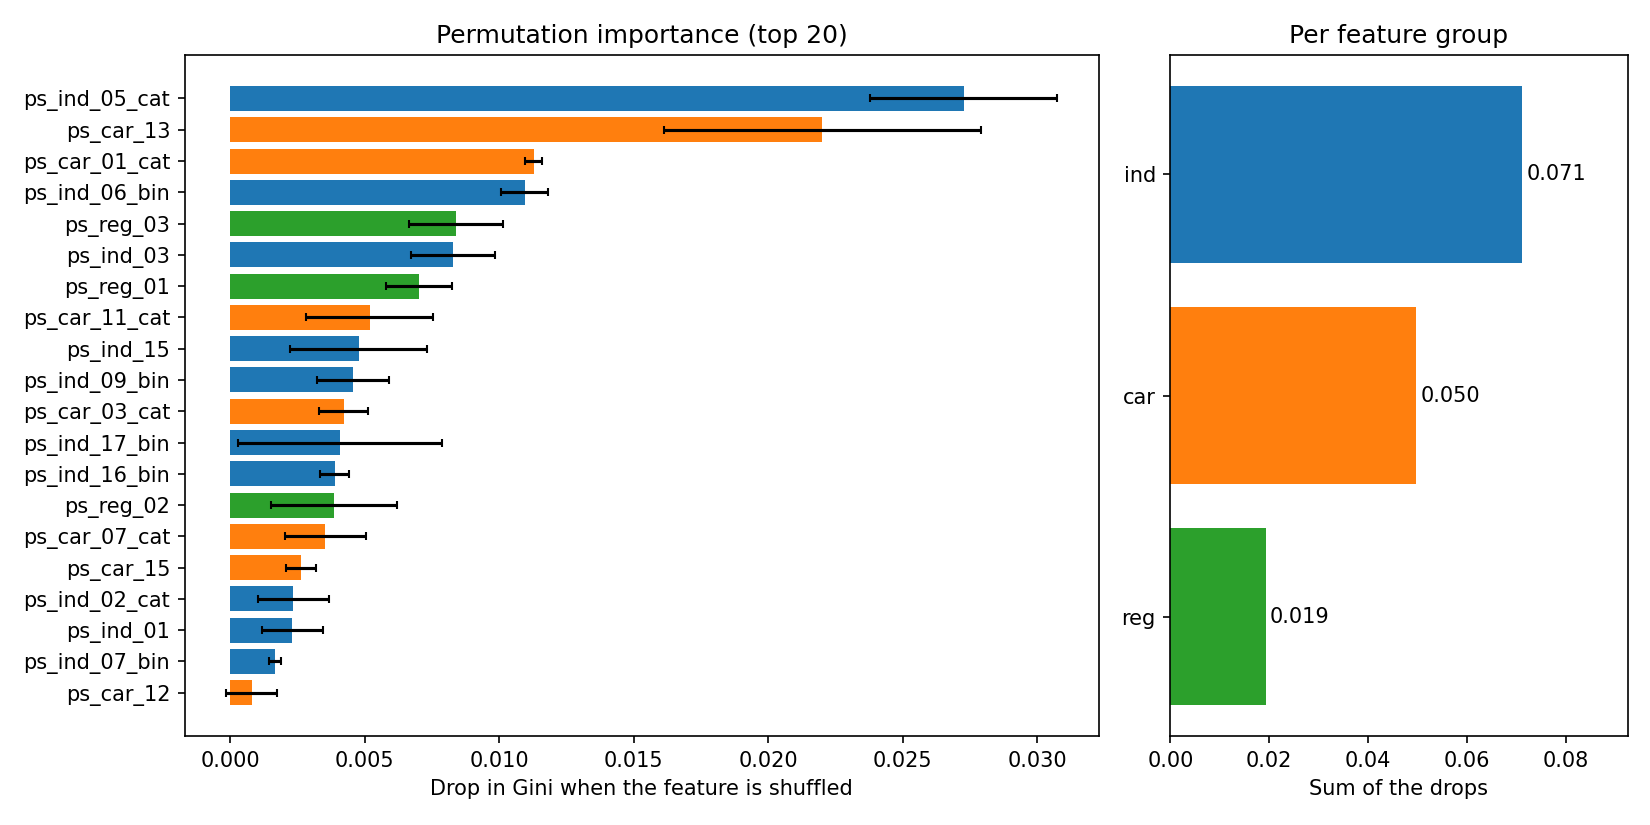 Permutation importance (top 20)
ps_ind_05_cat
ps_car_13
ps_car_01_cat
ps_ind_06_bin
ps_reg_03
ps_ind_03
ps_reg_01
ps_car_11_cat
ps_ind_15
ps_ind_09_bin
ps_car_03_cat
ps_ind_17_bin
ps_ind_16_bin
ps_reg_02
ps_car_07_cat
ps_car_15
ps_ind_02_cat
ps_ind_01
ps_ind_07_bin
ps_car_12
0.000 0.005 0.010 0.015 0.020 0.025 0.030
Drop in Gini when the feature is shuffled
Per feature group
ind 0.071
car 0.050
reg 0.019
0.00 0.02 0.04 0.06 0.08
Sum of the drops